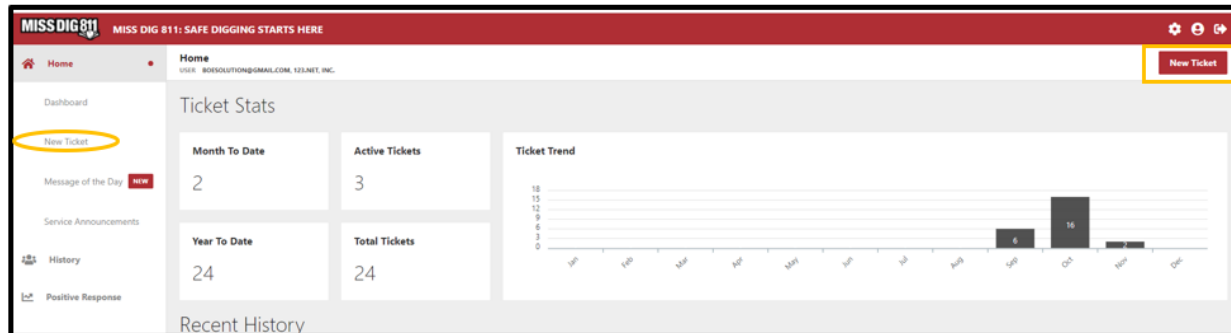 MISS DIG 811 MISS DIG 811: SAFE DIGGING STARTS HERE
Home
Home
USER BOESOLUTION@GMAIL.COM, 123.NET, INC.
New Ticket
Dashboard
New Ticket
Message of the Day NEW
Service Announcements
History
Positive Response
Ticket Stats
Month To Date
2
Active Tickets
3
Year To Date
24
Total Tickets
24
Ticket Trend
18
15
12
9
6
3
0
6
16
2
Jan Feb Mar Apr May Jun Jul Aug Sep Oct Nov Dec
Recent History